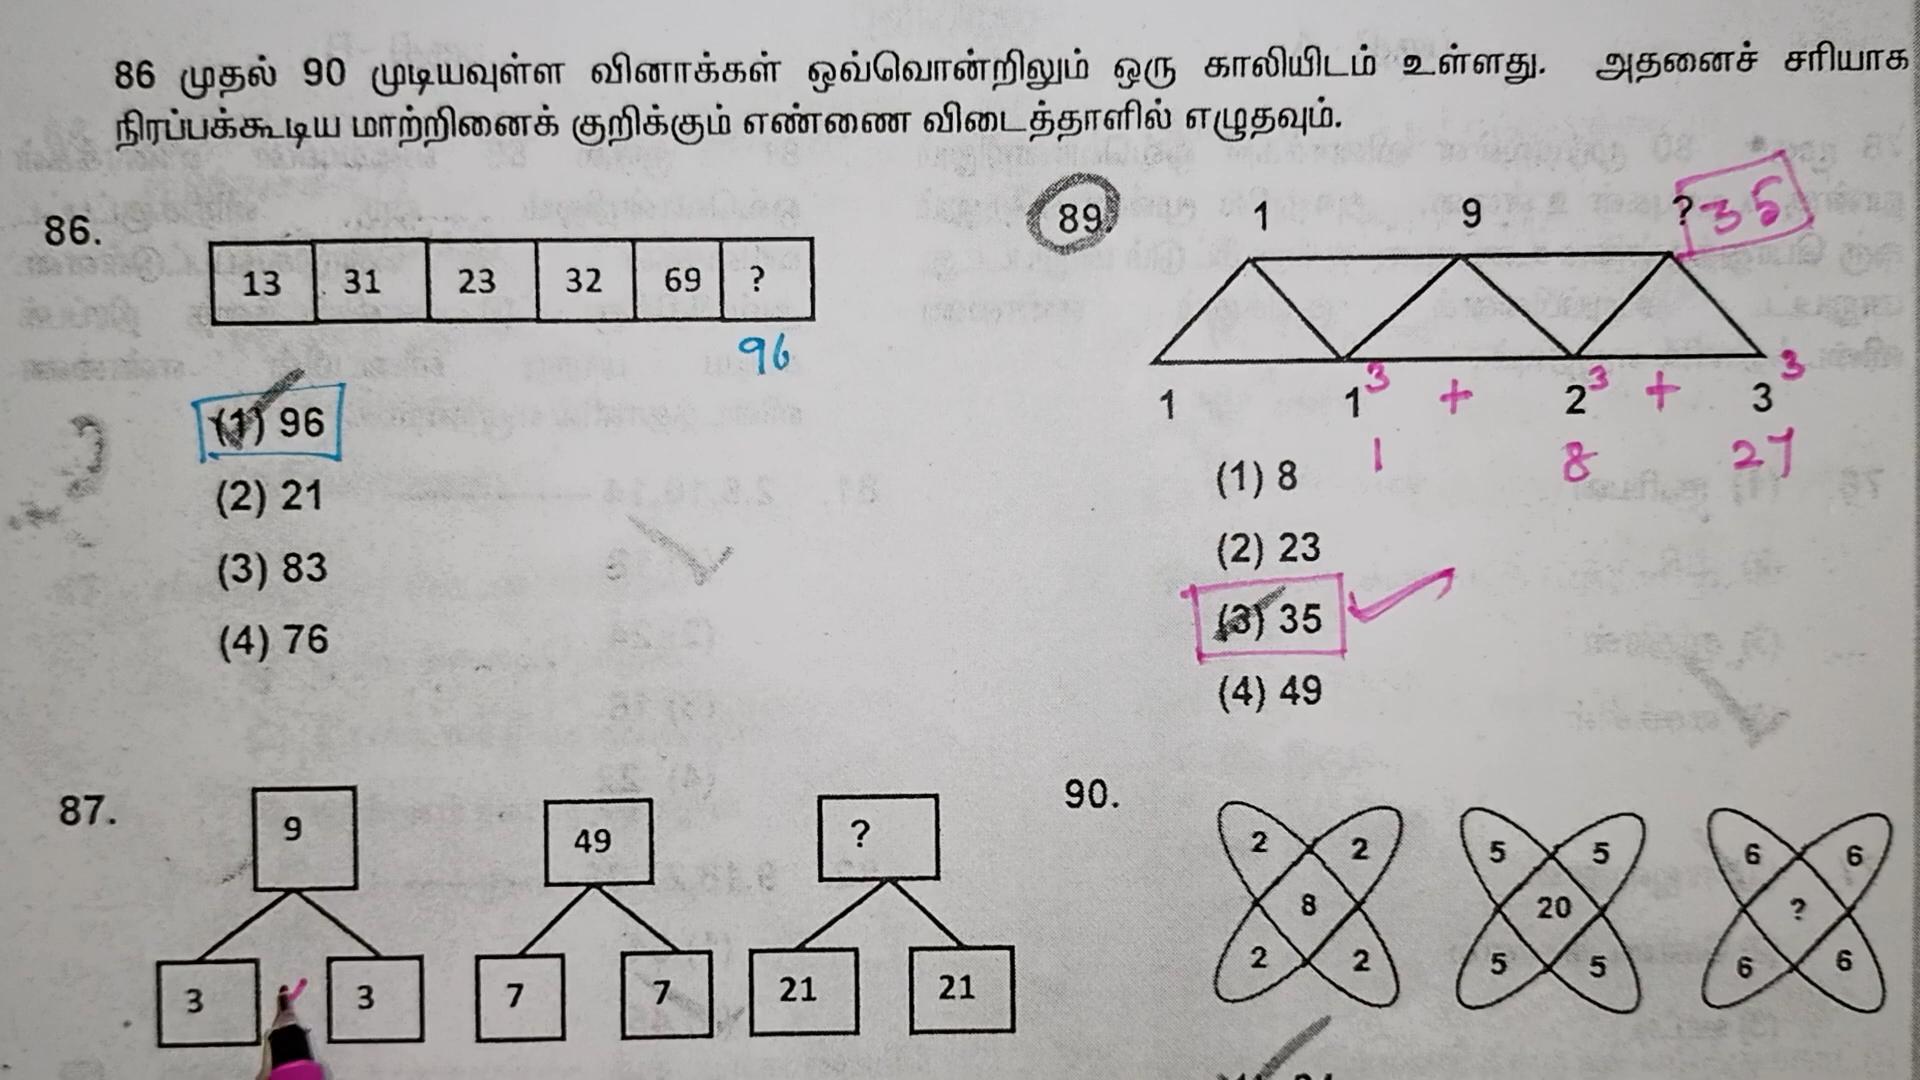 86 முதல் 90 முடியவுள்ள வினாக்கள் ஒவ்வொன்றிலும் ஒரு காலியிடம் உள்ளது. அதனைச் சரியாக
நிரப்பக்கூடிய மாற்றினைக் குறிக்கும் எண்ணை விடைத்தாளில் எழுதவும்.
86.
13 31 23 32 69 ?
96
(1) 96
(2) 21
(3) 83
(4) 76
87.
9 49 ?
3 3 7 7 21 21
89
1 9 ? 35
1 1³ + 2³ + 3³
1 8 27
(1) 8
(2) 23
(3) 35
(4) 49
90.
2 2 5 5 6 6
8 20 ?
2 2 5 5 6 6